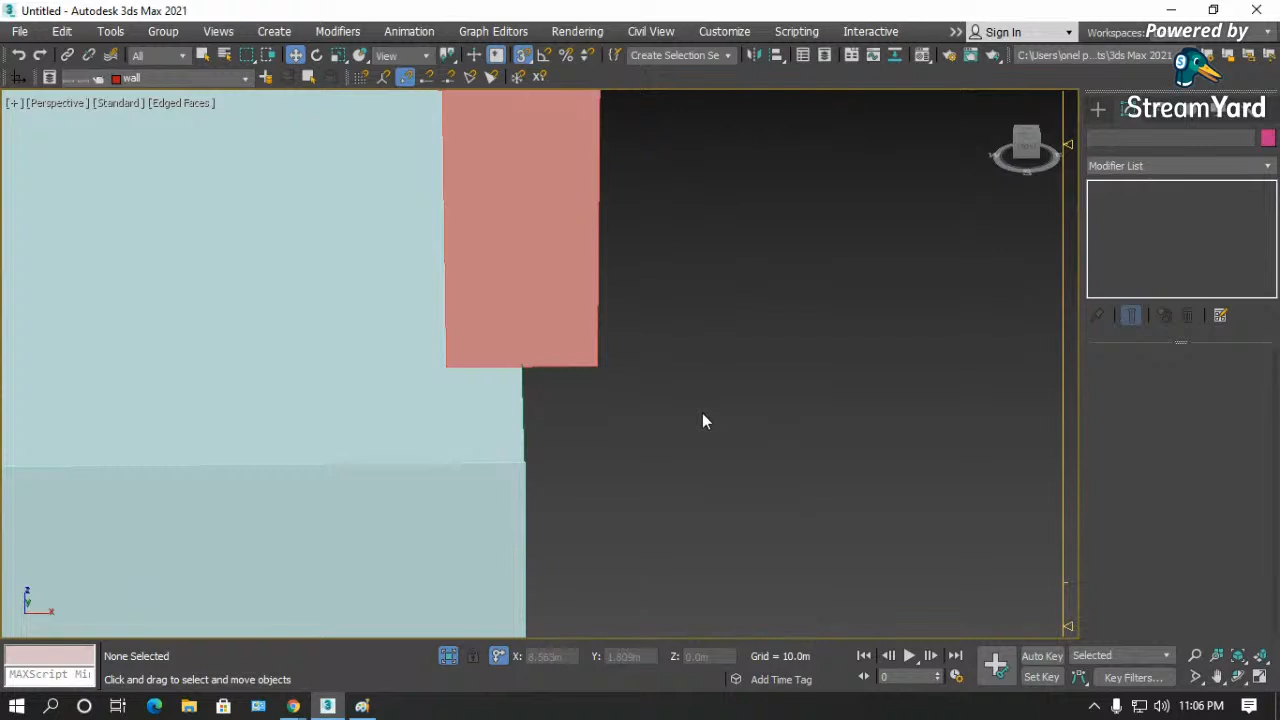 3 Untitled - Autodesk 3ds Max 2021
File Edit Tools Group Views Create Modifiers Animation Graph Editors Rendering Civil View Customize Scripting Interactive Sign In Workspaces:
Powered by
StreamYard
All View Create Selection Se C:\Users\onel p...ts\3ds Max 2021
wall
[+] [Perspective] [Standard] [Edged Faces]
Modifier List
z
y
x
None Selected X: 8.563m Y: 1.809m Z: 0.0m Grid = 10.0m Auto Key Selected
MAXScript Mi Click and drag to select and move objects Add Time Tag 0 Set Key Key Filters...
11:06 PM